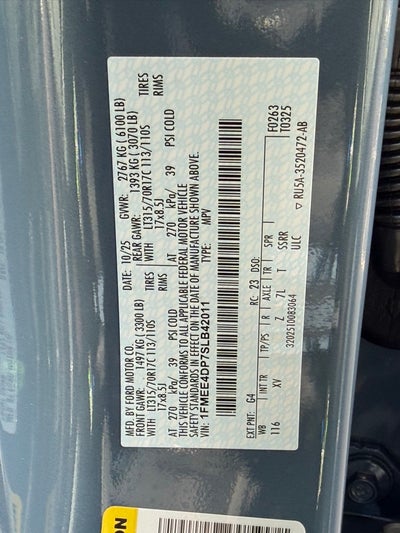 MFD. BY FORD MOTOR CO.
10/25
GVWR: 2767 KG (6100 LB)
FRONT GAWR: 1497 KG (3300 LB)
REAR GAWR: 1393 KG (3070 LB)
WITH LT315/70R17C 113/110S TIRES
17x8.5J RIMS
AT 270 kPa/ 39 PSI COLD
WITH LT315/70R17C 113/110S TIRES
17x8.5J RIMS
AT 270 kPa/ 39 PSI COLD
THIS VEHICLE CONFORMS TO ALL APPLICABLE FEDERAL MOTOR VEHICLE
SAFETY STANDARDS IN EFFECT ON THE DATE OF MANUFACTURE SHOWN ABOVE.
VIN: 1FMEE4DP7SLB42011
TYPE: MPV
F0263
T0325
EXT PNT: G4 RC: 23 DSO:
WB INT TR TP/PS R AXLE TR SPR
116 XV Z 7L T SSRR
ULC
3202510083064
RU5A-3520472-AB
ON